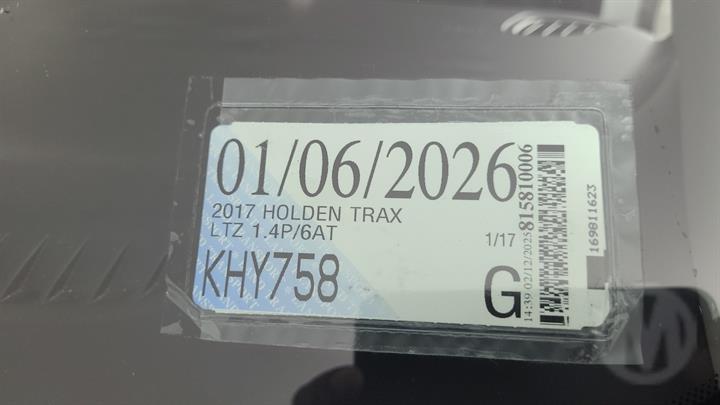 01/06/2026
2017 HOLDEN TRAX
LTZ 1.4P/6AT
1/17
KHY758
G
14:39 02/12/2025
815810006
169811623